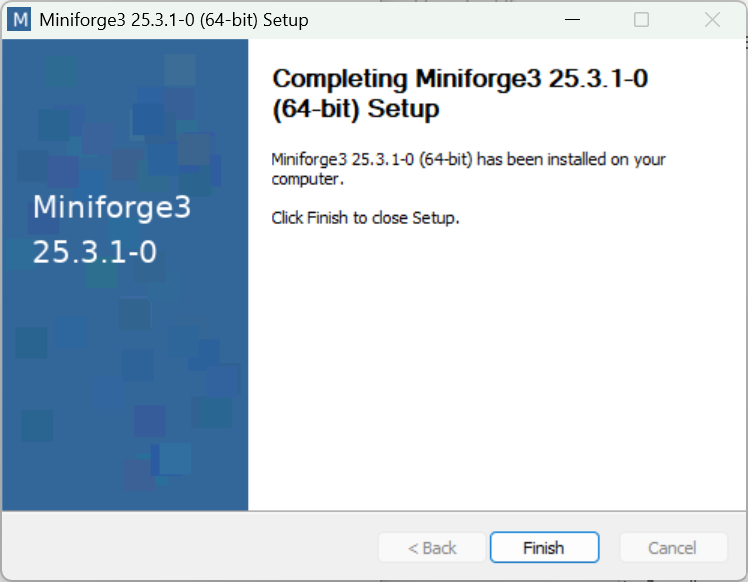 M Miniforge3 25.3.1-0 (64-bit) Setup
Miniforge3
25.3.1-0
Completing Miniforge3 25.3.1-0
(64-bit) Setup
Miniforge3 25.3.1-0 (64-bit) has been installed on your
computer.
Click Finish to close Setup.
< Back
Finish
Cancel